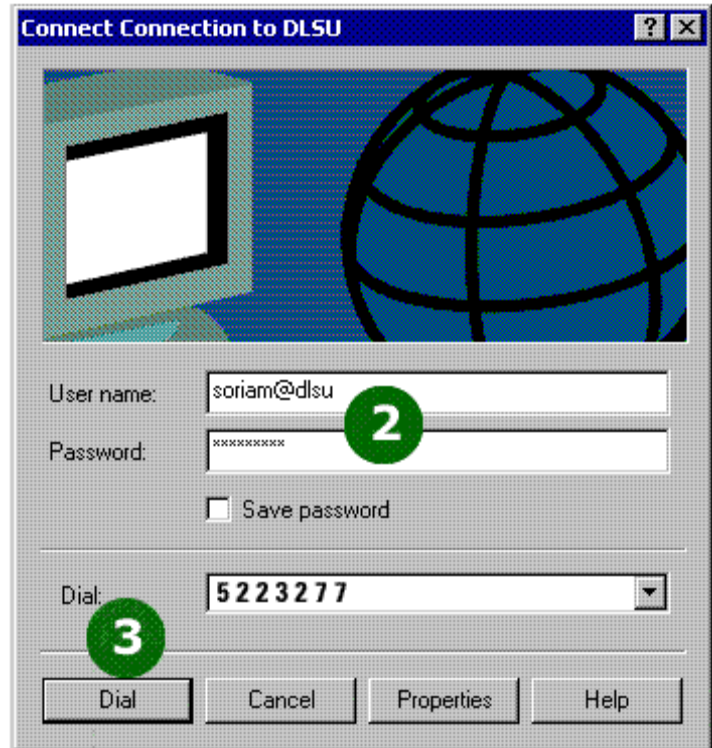 Connect Connection to DLSU
User name: soriam@dlsu
2
Password: *********
Save password
Dial: 5223277
3
Dial Cancel Properties Help